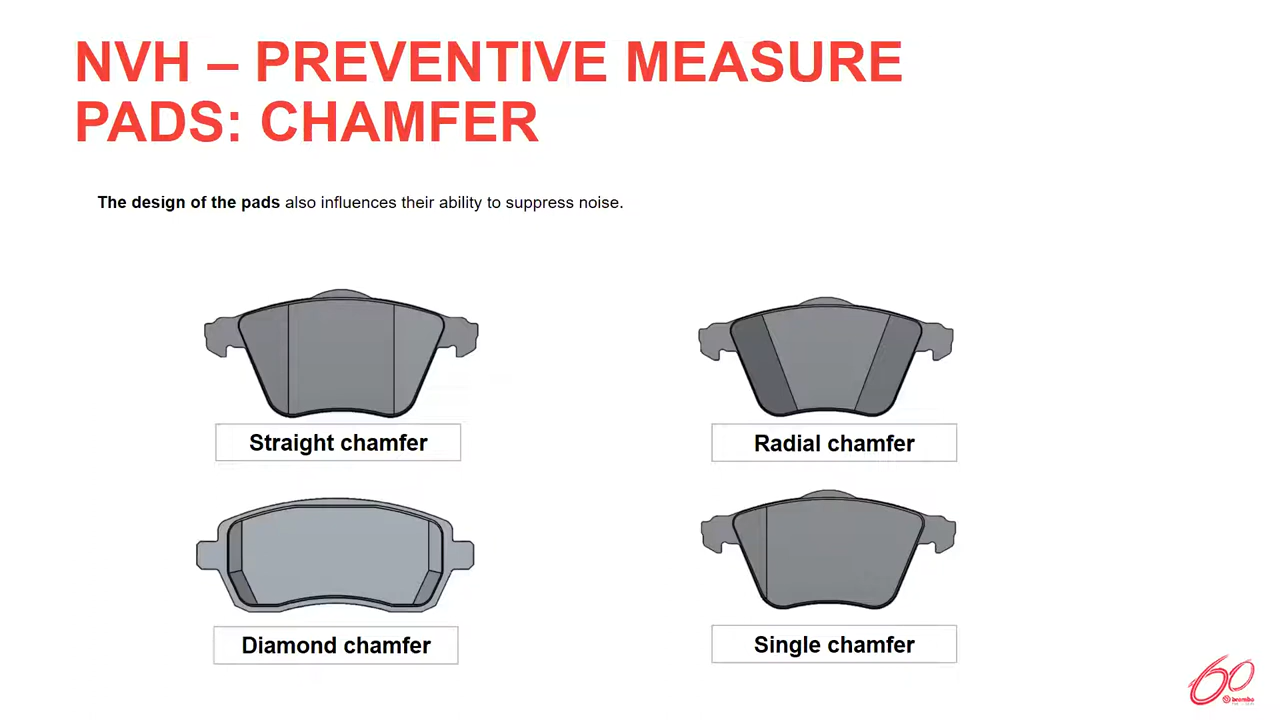 NVH – PREVENTIVE MEASURE
PADS: CHAMFER
The design of the pads also influences their ability to suppress noise.
Straight chamfer
Radial chamfer
Diamond chamfer
Single chamfer
60
brembo